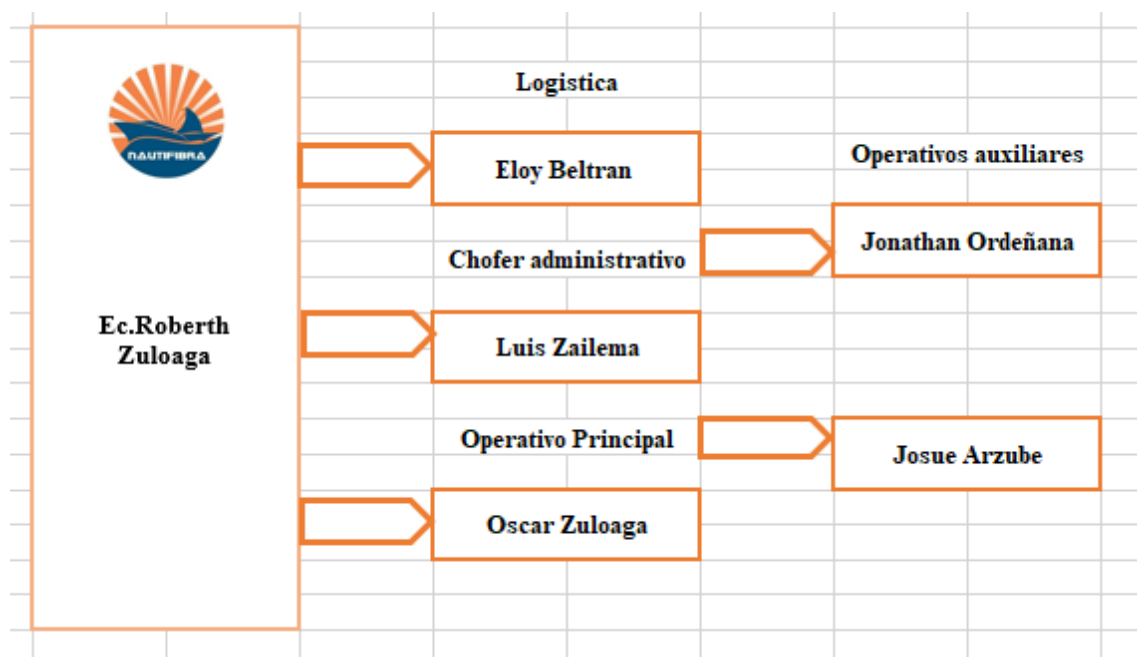 NAUTIFIBRA
Ec.Roberth
Zuloaga
Logistica
Eloy Beltran
Chofer administrativo
Luis Zailema
Operativo Principal
Oscar Zuloaga
Operativos auxiliares
Jonathan Ordeñana
Josue Arzube